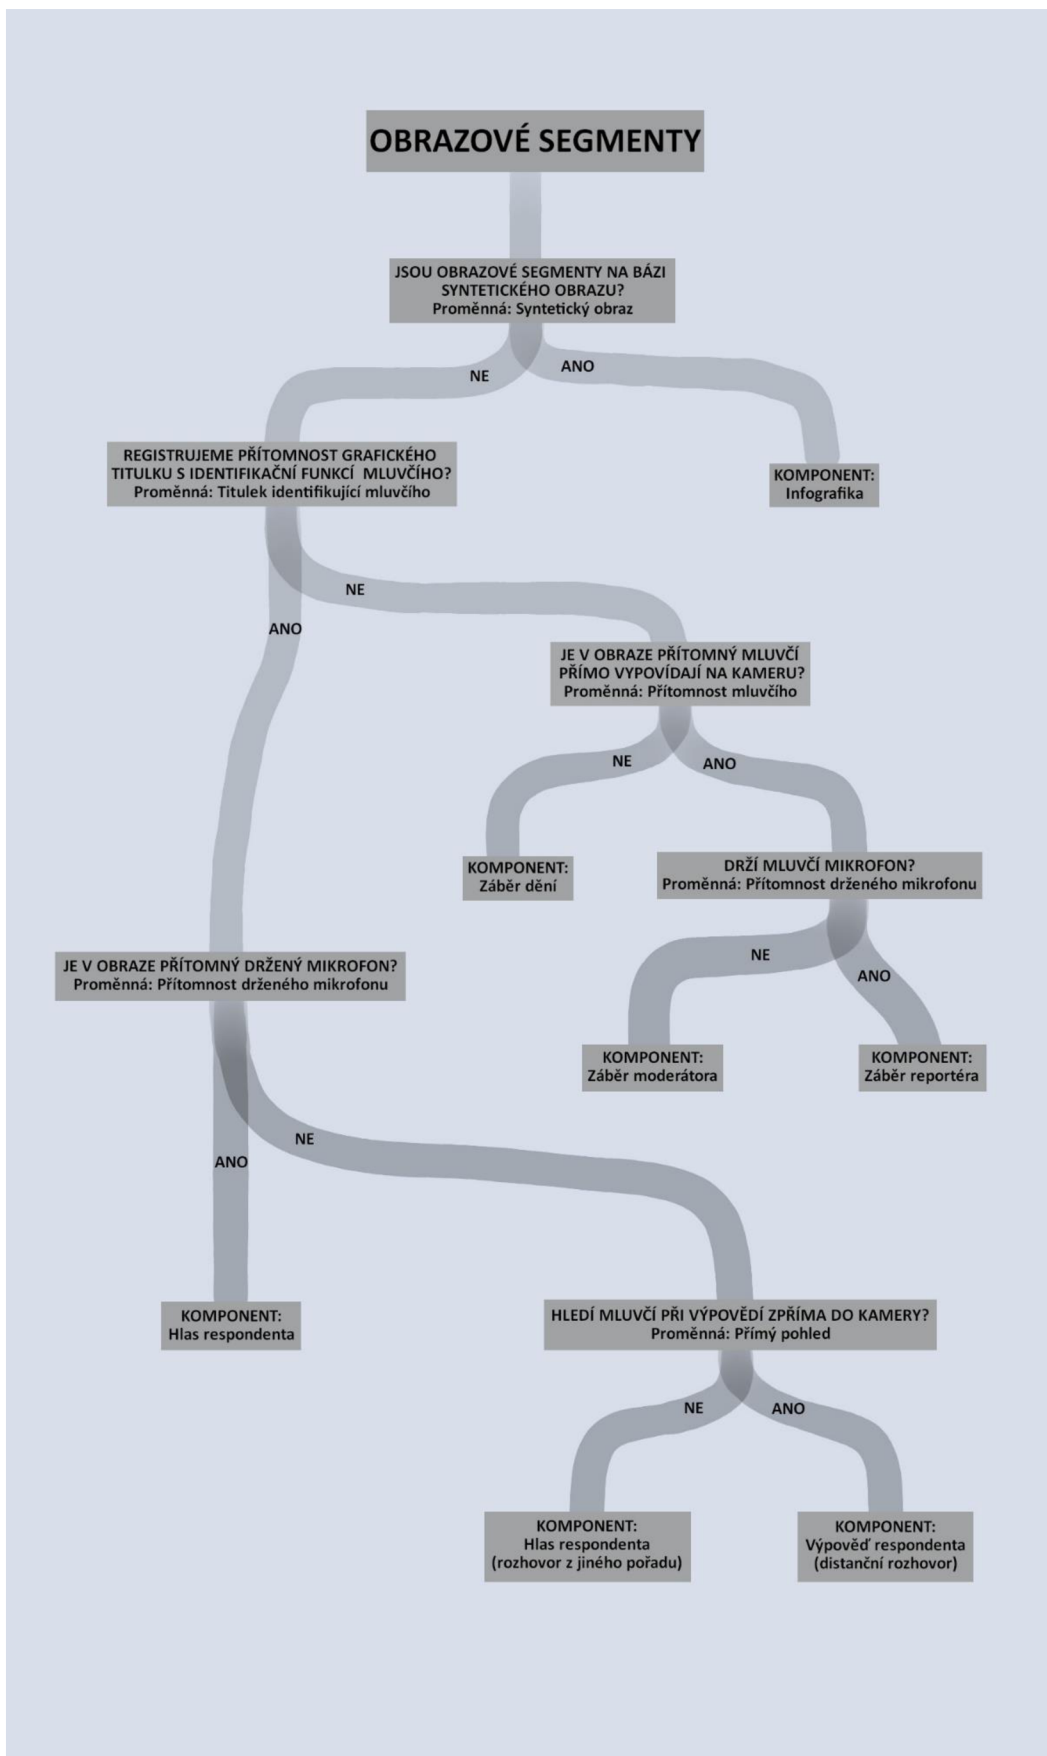 OBRAZOVÉ SEGMENTY
JSOU OBRAZOVÉ SEGMENTY NA BÁZI
SYNTETICKÉHO OBRAZU?
Proměnná: Syntetický obraz
NE
ANO
REGISTRUJEME PŘÍTOMNOST GRAFICKÉHO
TITULKU S IDENTIFIKAČNÍ FUNKCÍ MLUVČÍHO?
Proměnná: Titulek identifikující mluvčího
KOMPONENT:
Infografika
NE
ANO
JE V OBRAZE PŘÍTOMNÝ MLUVČÍ
PŘÍMO VYPOVÍDAJÍ NA KAMERU?
Proměnná: Přítomnost mluvčího
NE
ANO
KOMPONENT:
Záběr dění
DRŽÍ MLUVČÍ MIKROFON?
Proměnná: Přítomnost drženého mikrofonu
NE
ANO
JE V OBRAZE PŘÍTOMNÝ DRŽENÝ MIKROFON?
Proměnná: Přítomnost drženého mikrofonu
KOMPONENT:
Záběr moderátora
KOMPONENT:
Záběr reportéra
NE
ANO
KOMPONENT:
Hlas respondenta
HLEDÍ MLUVČÍ PŘI VÝPOVĚDÍ ZPŘÍMA DO KAMERY?
Proměnná: Přímý pohled
NE
ANO
KOMPONENT:
Hlas respondenta
(rozhovor z jiného pořadu)
KOMPONENT:
Výpověď respondenta
(distanční rozhovor)